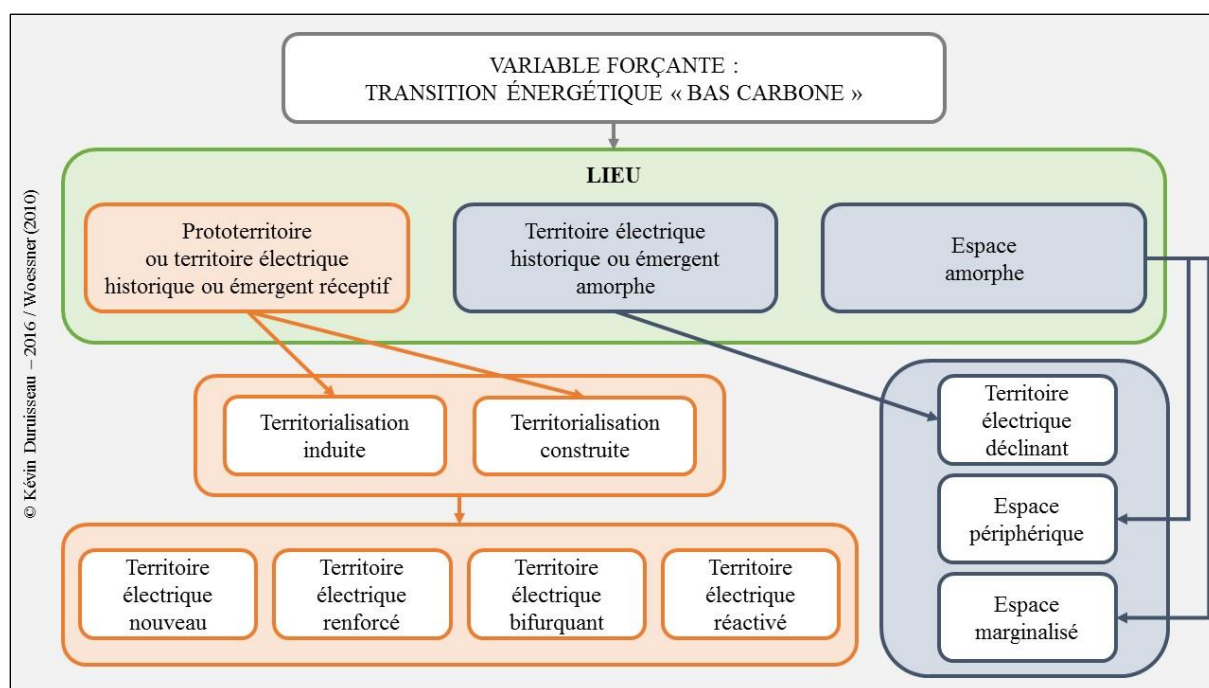 VARIABLE FORÇANTE :
TRANSITION ÉNERGÉTIQUE « BAS CARBONE »
LIEU
Prototerritoire
ou territoire électrique
historique ou émergent réceptif
Territoire électrique
historique ou émergent
amorphe
Espace
amorphe
Territorialisation
induite
Territorialisation
construite
Territoire
électrique
déclinant
Espace
périphérique
Espace
marginalisé
Territoire
électrique
nouveau
Territoire
électrique
renforcé
Territoire
électrique
bifurquant
Territoire
électrique
réactivé
© Kévin Duruisseau – 2016 / Woessner (2010)